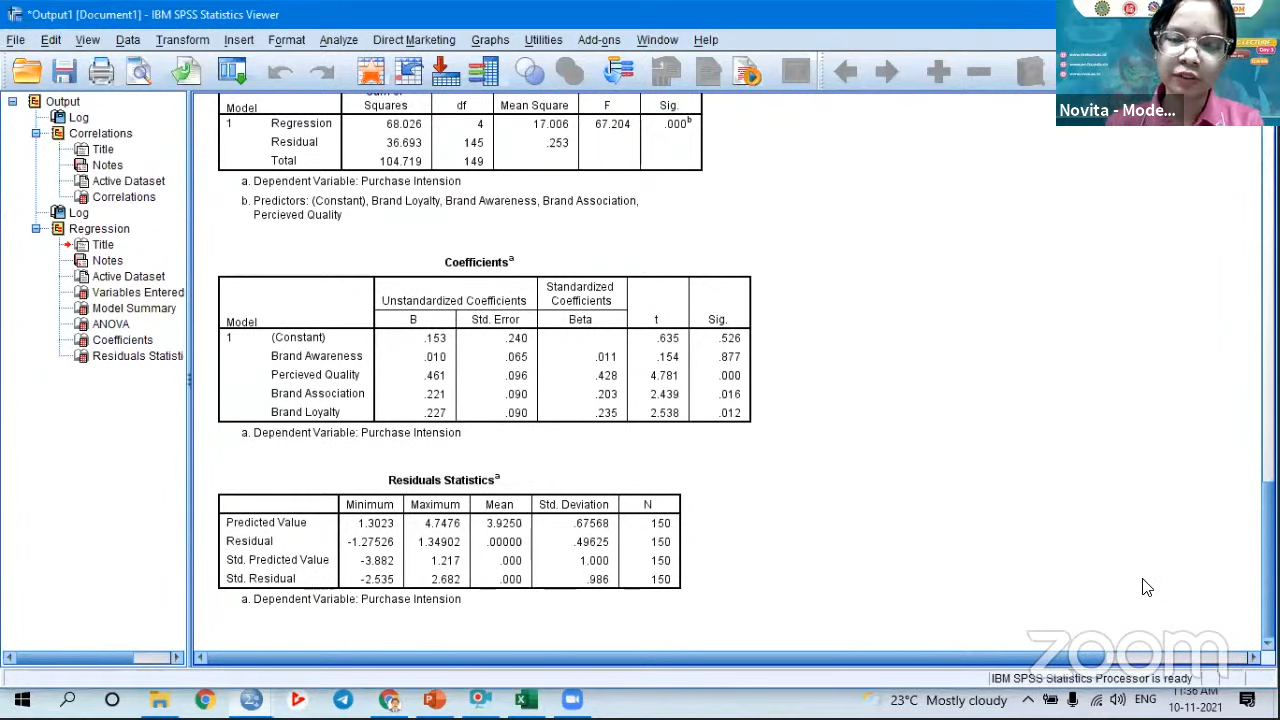 *Output1 [Document1] - IBM SPSS Statistics Viewer
File Edit View Data Transform Insert Format Analyze Direct Marketing Graphs Utilities Add-ons Window Help
Novita - Mode...
Output
Log
Correlations
Title
Notes
Active Dataset
Correlations
Log
Regression
Title
Notes
Active Dataset
Variables Entered
Model Summary
ANOVA
Coefficients
Residuals Statisti
Model Squares df Mean Square F Sig.
1 Regression 68.026 4 17.006 67.204 .000b
Residual 36.693 145 .253
Total 104.719 149
a. Dependent Variable: Purchase Intension
b. Predictors: (Constant), Brand Loyalty, Brand Awareness, Brand Association,
Percieved Quality
Coefficientsa
Standardized
Unstandardized Coefficients Coefficients
Model B Std. Error Beta t Sig.
1 (Constant) .153 .240 .635 .526
Brand Awareness .010 .065 .011 .154 .877
Percieved Quality .461 .096 .428 4.781 .000
Brand Association .221 .090 .203 2.439 .016
Brand Loyalty .227 .090 .235 2.538 .012
a. Dependent Variable: Purchase Intension
Residuals Statisticsa
Minimum Maximum Mean Std. Deviation N
Predicted Value 1.3023 4.7476 3.9250 .67568 150
Residual -1.27526 1.34902 .00000 .49625 150
Std. Predicted Value -3.882 1.217 .000 1.000 150
Std. Residual -2.535 2.682 .000 .986 150
a. Dependent Variable: Purchase Intension
zoom
IBM SPSS Statistics Processor is ready
23°C Mostly cloudy ENG 11:36 AM
10-11-2021